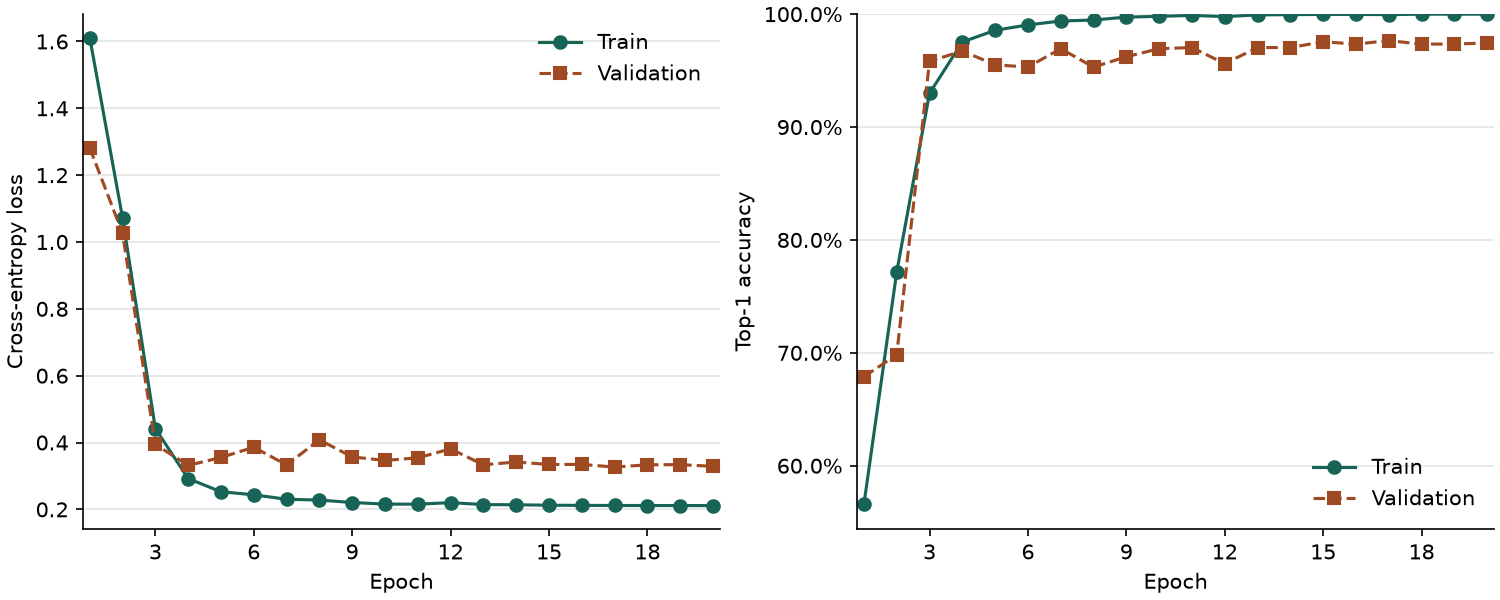 Cross-entropy loss
1.6
1.4
1.2
1.0
0.8
0.6
0.4
0.2
3 6 9 12 15 18
Epoch
Train
Validation
Top-1 accuracy
100.0%
90.0%
80.0%
70.0%
60.0%
3 6 9 12 15 18
Epoch
Train
Validation